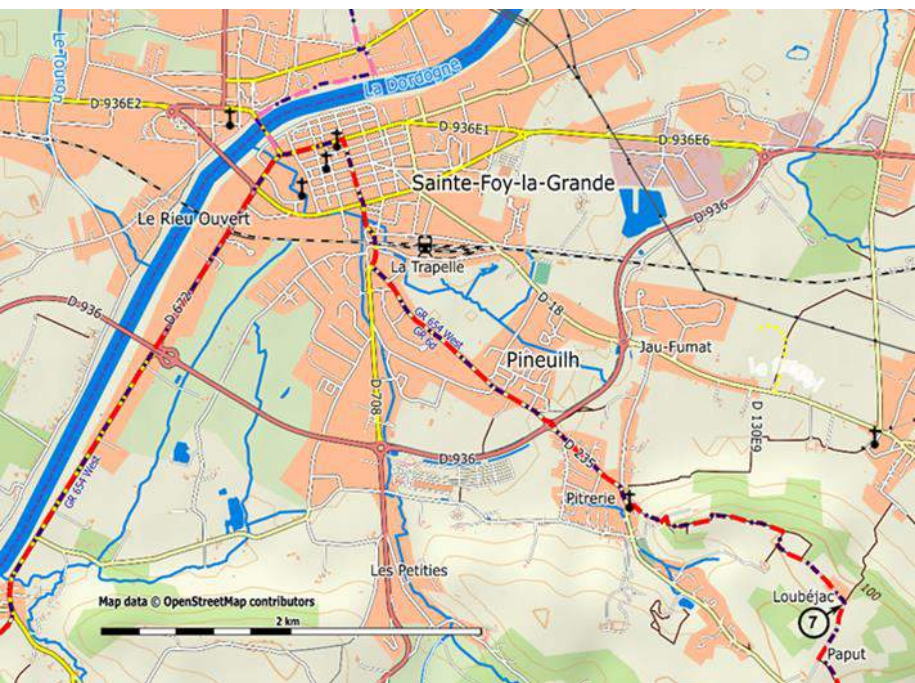 Le Touron
La Dordogne
D 936E2
D 936E1
D 936E6
Sainte-Foy-la-Grande
D 936
Le Rieu Ouvert
La Trapelle
D 936
D 672
D 18
GR 654 West
GR 6d
Jau-Fumat
Pineuilh
D 708
D 130E9
D 936
D 235
GR 654 West
Pitrerie
Les Petities
Loubéjac
100
Map data © OpenStreetMap contributors
2 km
7
Paput